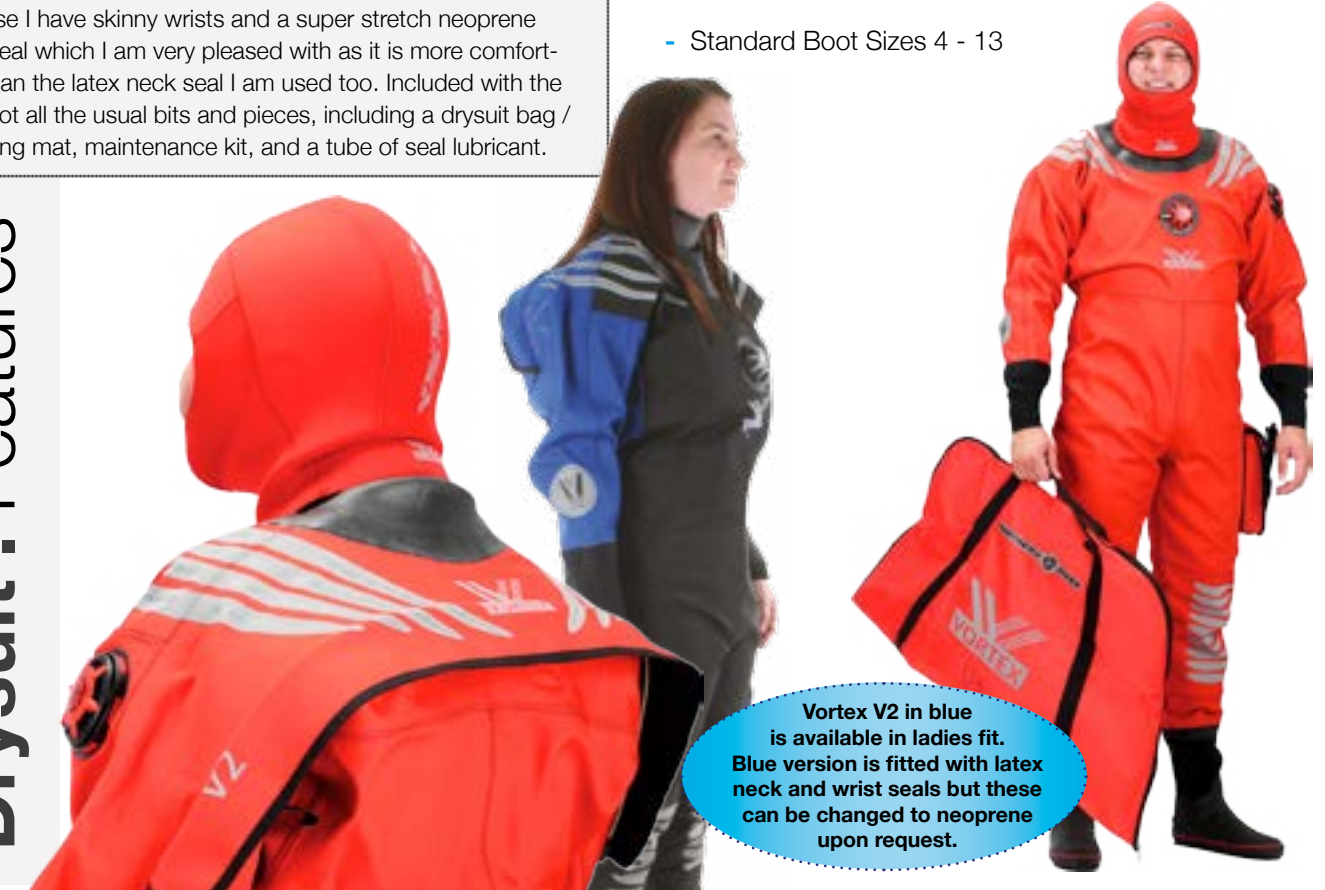 se I have skinny wrists and a super stretch neoprene
eal which I am very pleased with as it is more comfort-
an the latex neck seal I am used too. Included with the
ot all the usual bits and pieces, including a drysuit bag /
ng mat, maintenance kit, and a tube of seal lubricant.
- Standard Boot Sizes 4 - 13
Drysuit : Features
V2
VORTEX
Vortex V2 in blue
is available in ladies fit.
Blue version is fitted with latex
neck and wrist seals but these
can be changed to neoprene
upon request.